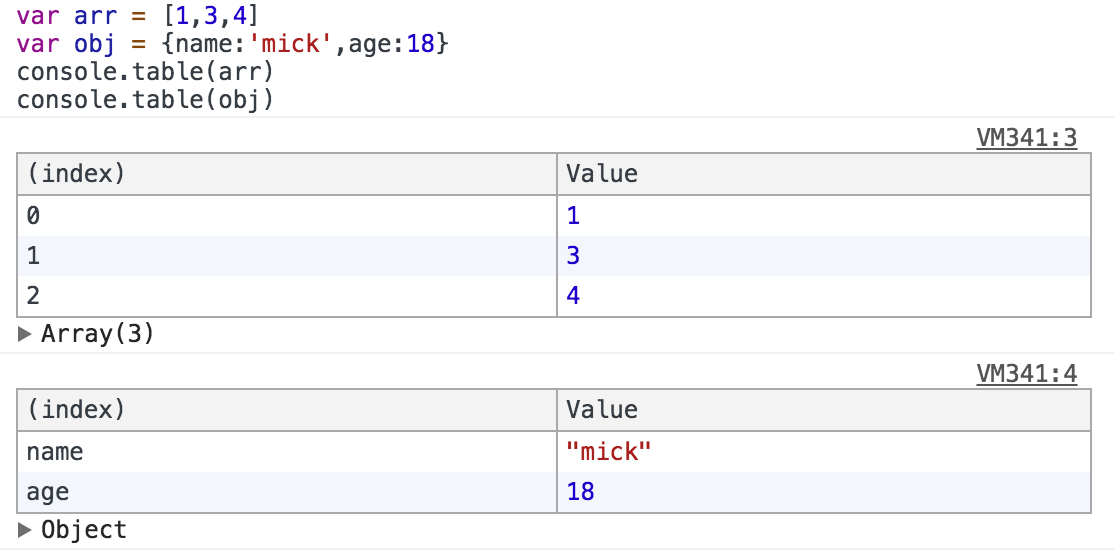 var arr = [1,3,4]
var obj = {name:'mick',age:18}
console.table(arr)
console.table(obj)
VM341:3
(index) Value
0 1
1 3
2 4
▶ Array(3)
VM341:4
(index) Value
name "mick"
age 18
▶ Object